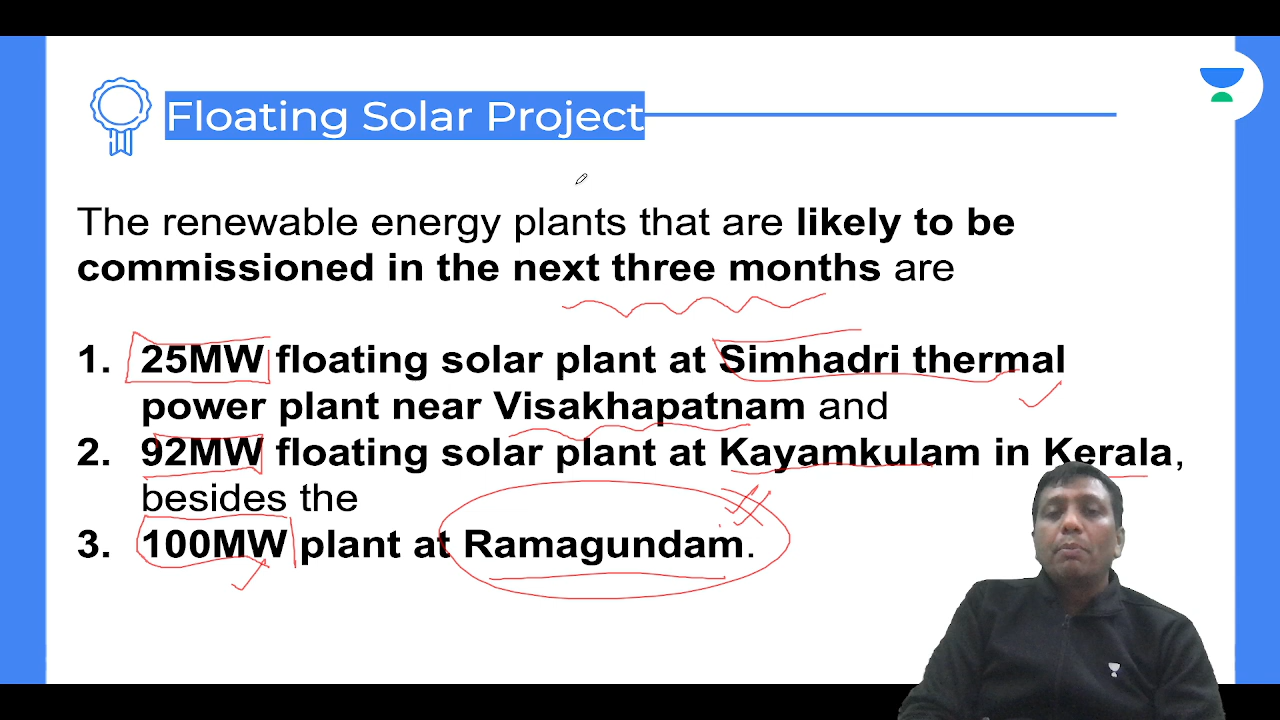 Floating Solar Project
The renewable energy plants that are likely to be
commissioned in the next three months are
1. 25MW floating solar plant at Simhadri thermal
power plant near Visakhapatnam and
2. 92MW floating solar plant at Kayamkulam in Kerala,
besides the
3. 100MW plant at Ramagundam.